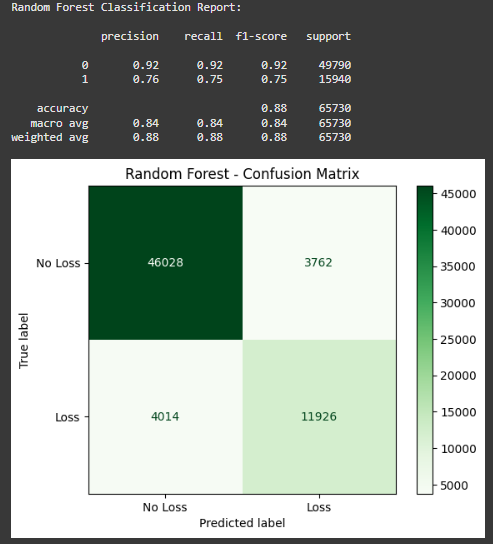 Random Forest Classification Report:
precision recall f1-score support
0 0.92 0.92 0.92 49790
1 0.76 0.75 0.75 15940
accuracy 0.88 65730
macro avg 0.84 0.84 0.84 65730
weighted avg 0.88 0.88 0.88 65730
Random Forest - Confusion Matrix
45000
40000
35000
30000
25000
20000
15000
10000
5000
True label
No Loss 46028 3762
Loss 4014 11926
No Loss Loss
Predicted label